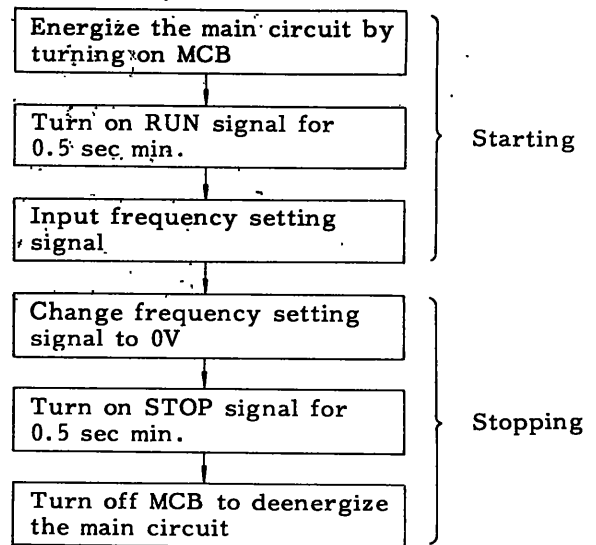 Energize the main circuit by
turning on MCB
Turn on RUN signal for
0.5 sec min.
Starting
Input frequency setting
signal
Change frequency setting
signal to 0V
Turn on STOP signal for
0.5 sec min.
Stopping
Turn off MCB to deenergize
the main circuit